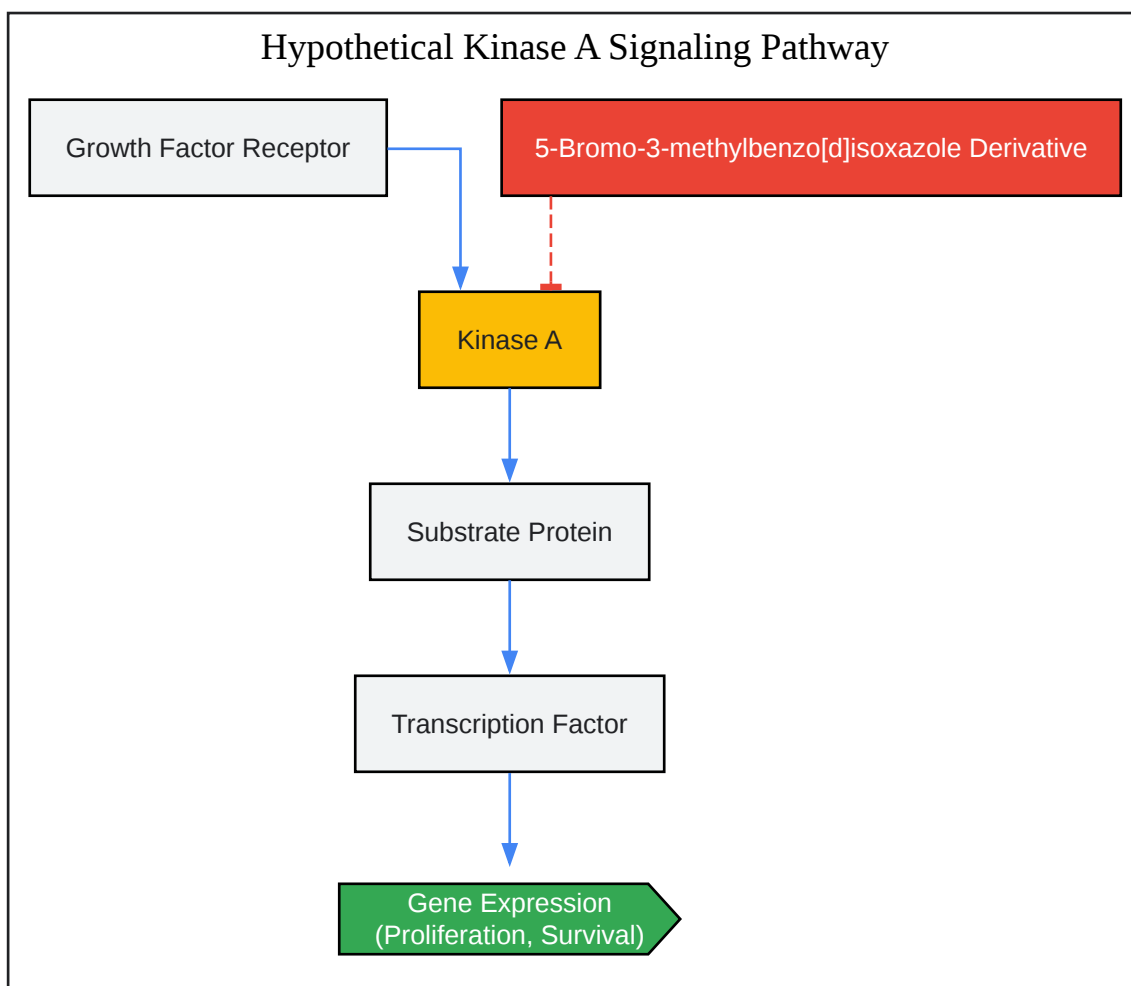 Hypothetical Kinase A Signaling Pathway
Growth Factor Receptor
5-Bromo-3-methylbenzo[d]isoxazole Derivative
Kinase A
Substrate Protein
Transcription Factor
Gene Expression
(Proliferation, Survival)